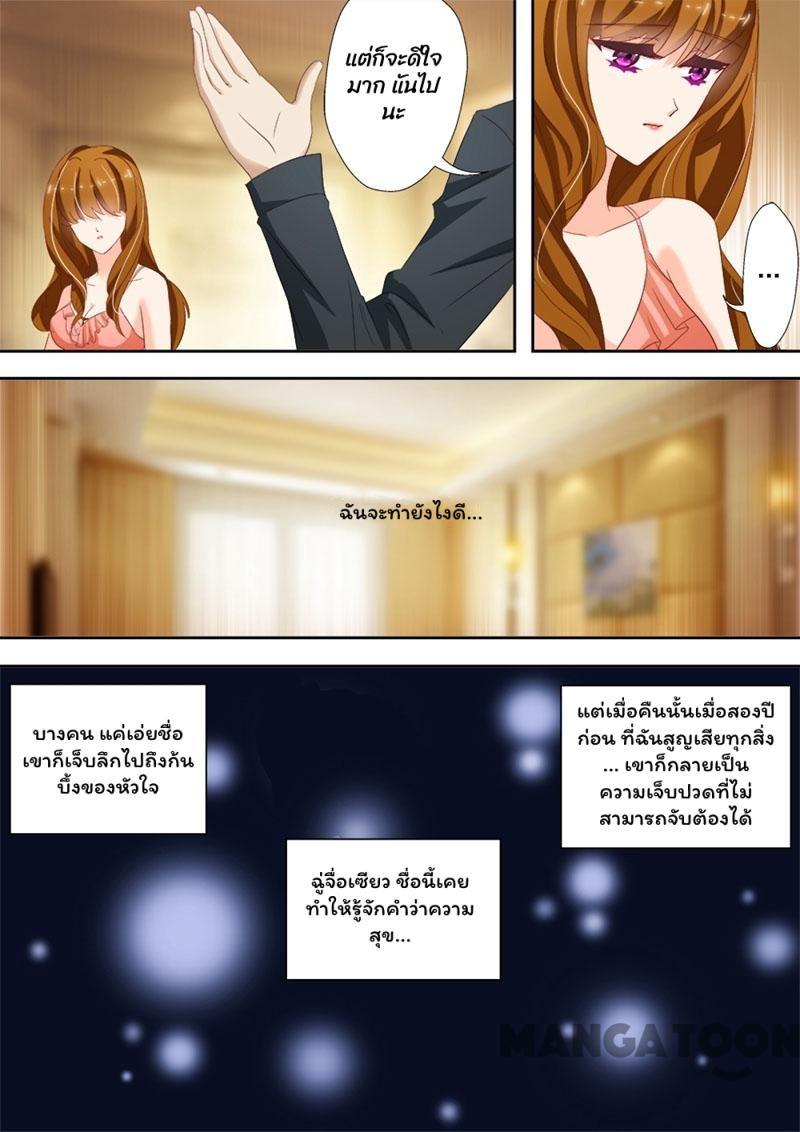 แต่ก็จะดีใจ
มาก แันไป
นะ
...
ฉันจะทำยังไงดี...
บางคน แค่เอ่ยชื่อ
เขาก็เจ็บลึกไปถึงก้น
บึ้งของหัวใจ
ฉู่จื่อเซียว ชื่อนี้เคย
ทำให้รู้จักคำว่าความ
สุข...
แต่เมื่อคืนนั้นเมื่อสองปี
ก่อน ที่ฉันสูญเสียทุกสิ่ง
... เขาก็กลายเป็น
ความเจ็บปวดที่ไม่
สามารถจับต้องได้
MANGATOON